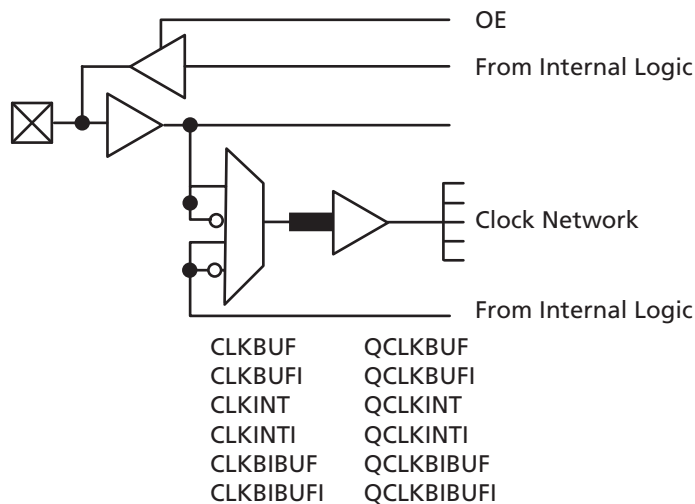 OE
From Internal Logic
Clock Network
From Internal Logic
CLKBUF QCLKBUF
CLKBUFI QCLKBUFI
CLKINT QCLKINT
CLKINTI QCLKINTI
CLKBIBUF QCLKBIBUF
CLKBIBUFI QCLKBIBUFI